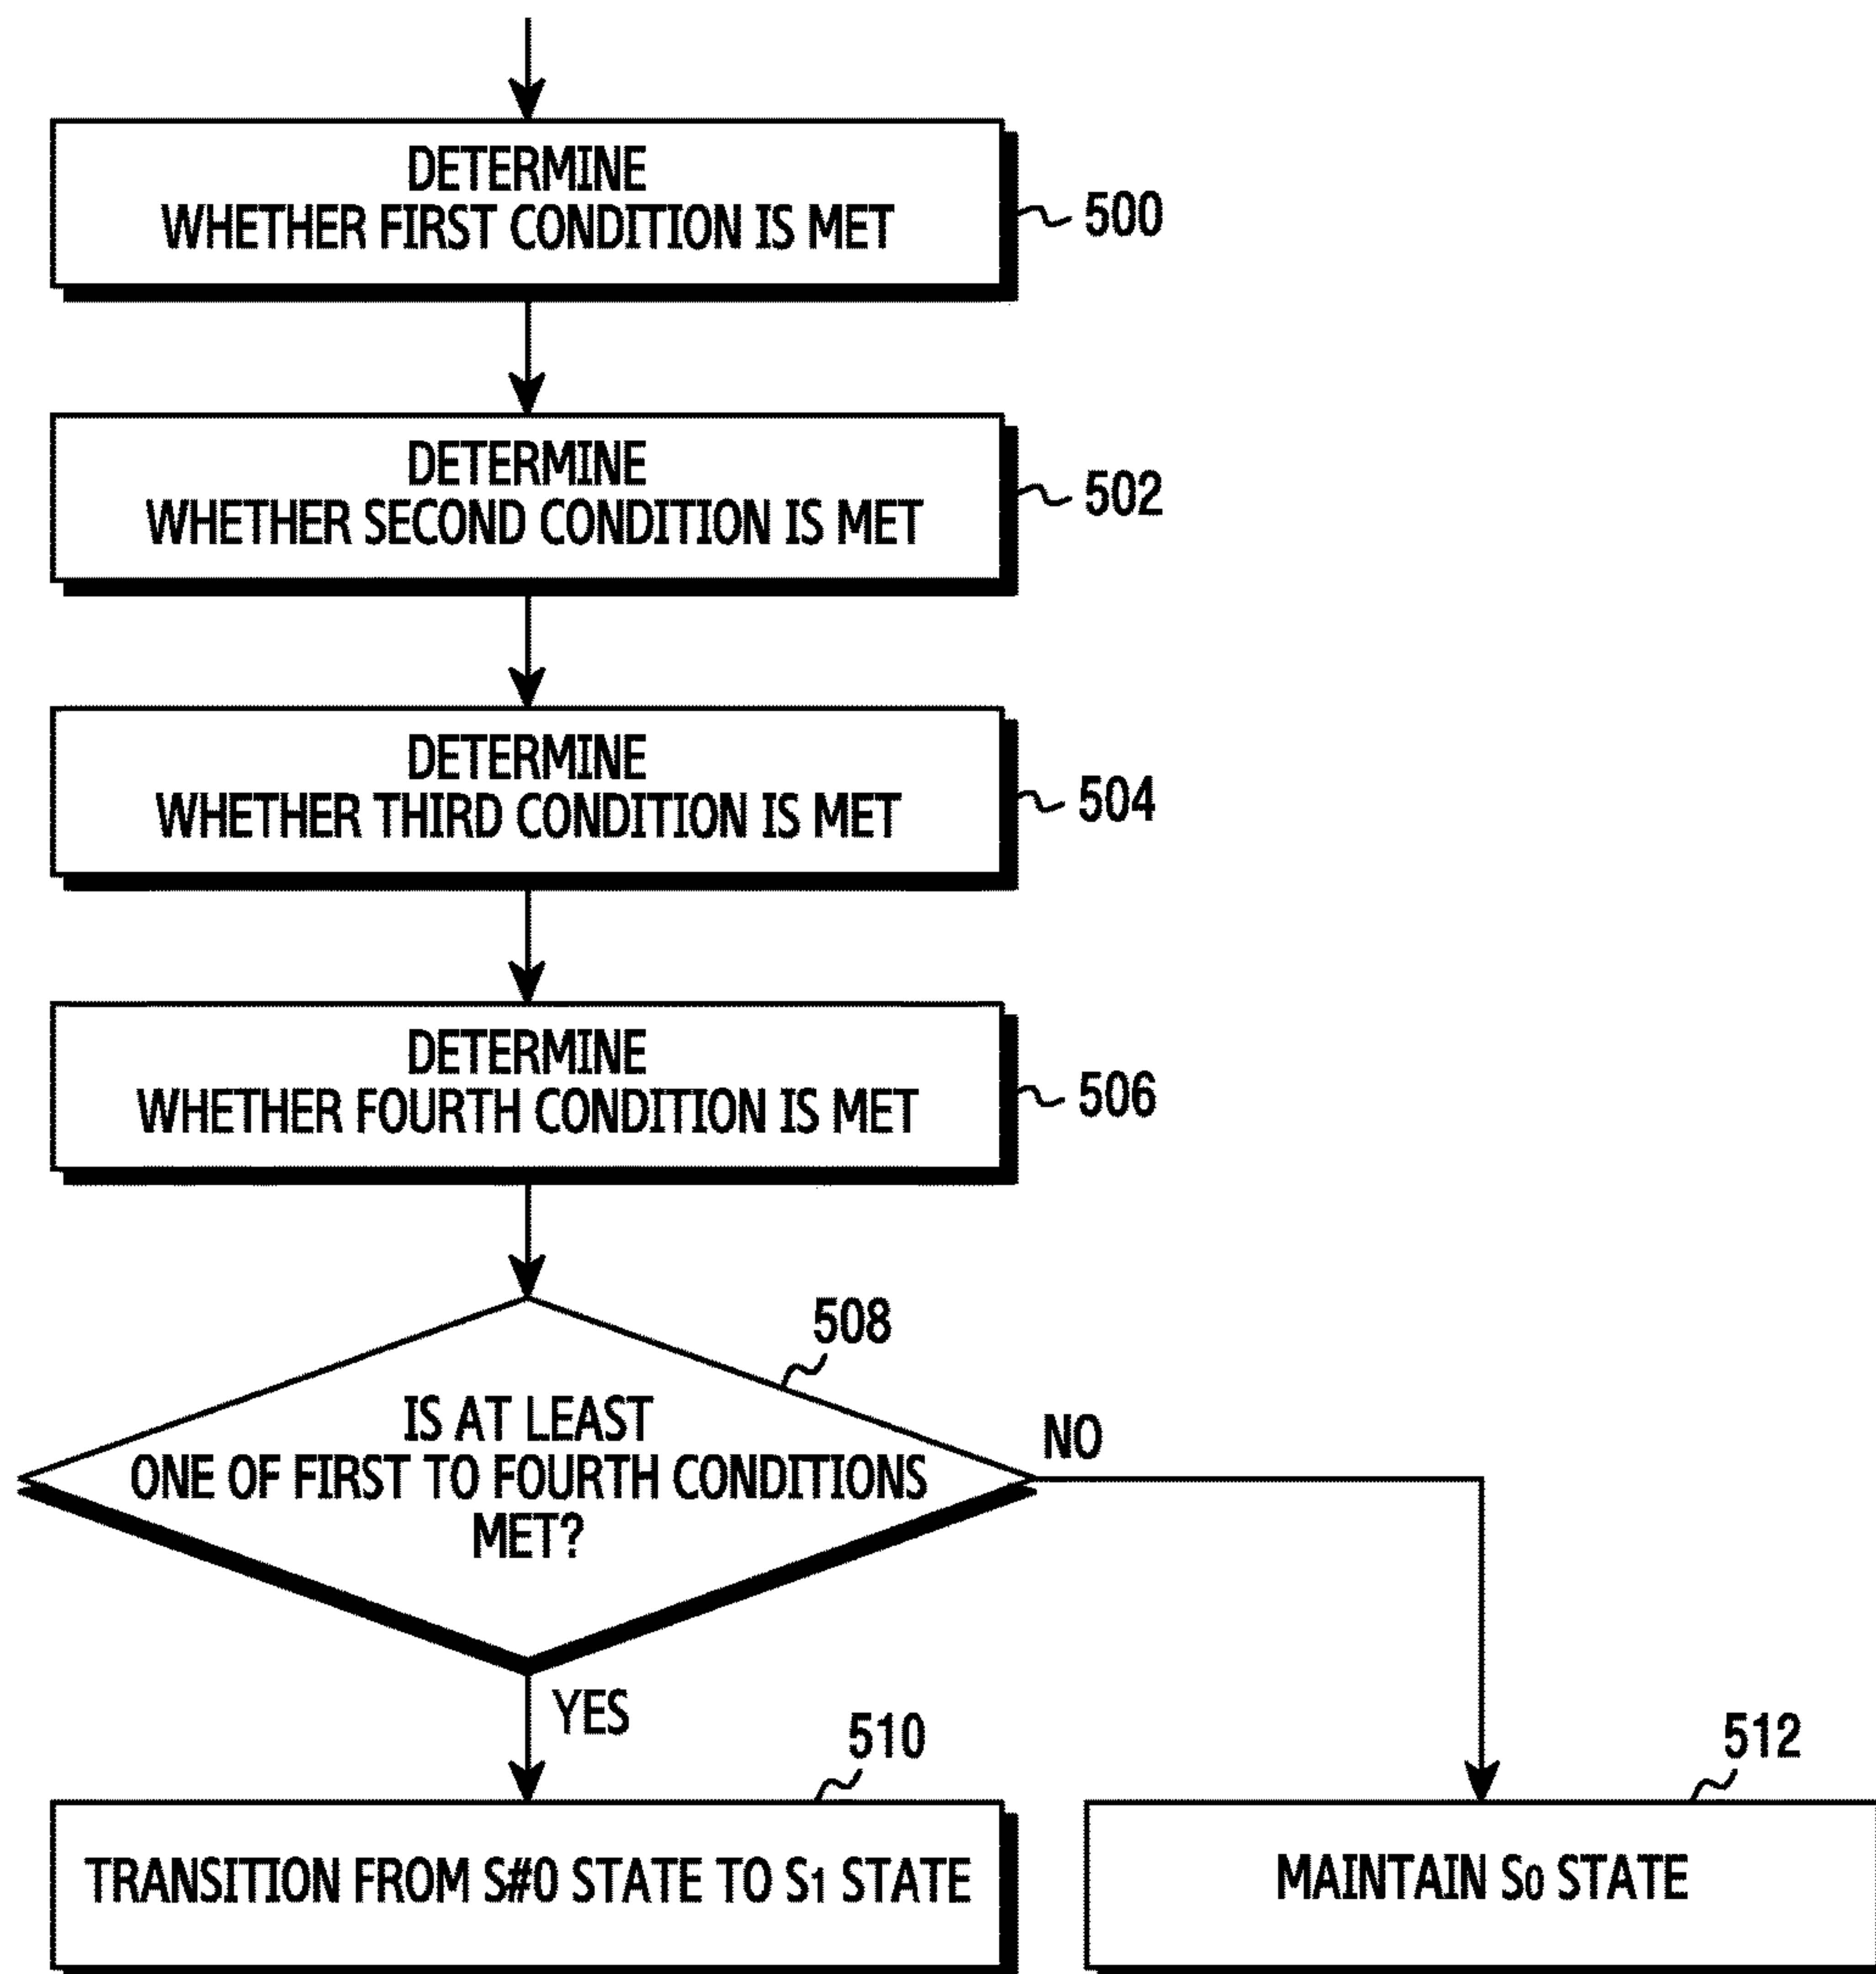 DETERMINE
WHETHER FIRST CONDITION IS MET
500
DETERMINE
WHETHER SECOND CONDITION IS MET
502
DETERMINE
WHETHER THIRD CONDITION IS MET
504
DETERMINE
WHETHER FOURTH CONDITION IS MET
506
508
IS AT LEAST
ONE OF FIRST TO FOURTH CONDITIONS
MET?
NO
YES
510
TRANSITION FROM S#0 STATE TO S1 STATE
512
MAINTAIN S0 STATE